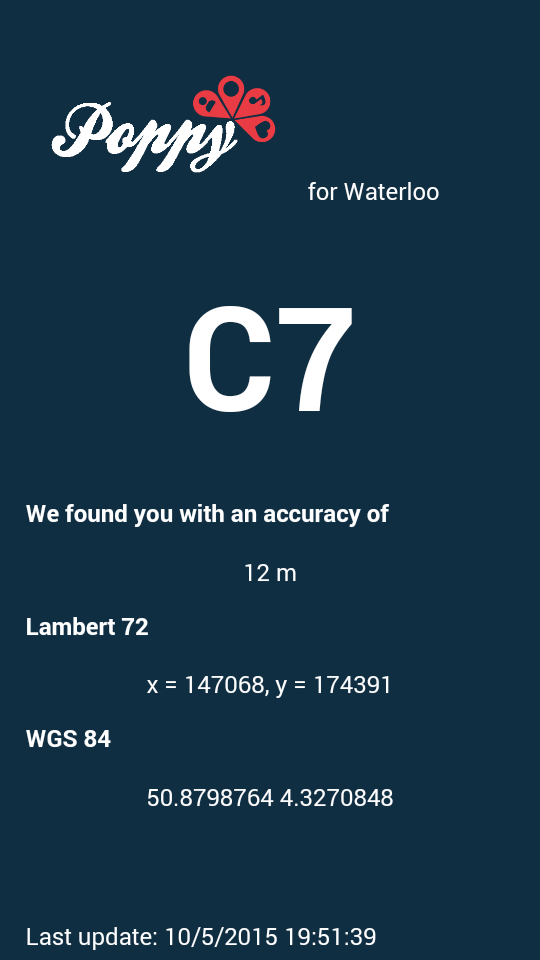 Poppy
for Waterloo
C7
We found you with an accuracy of
12 m
Lambert 72
x = 147068, y = 174391
WGS 84
50.8798764 4.3270848
Last update: 10/5/2015 19:51:39